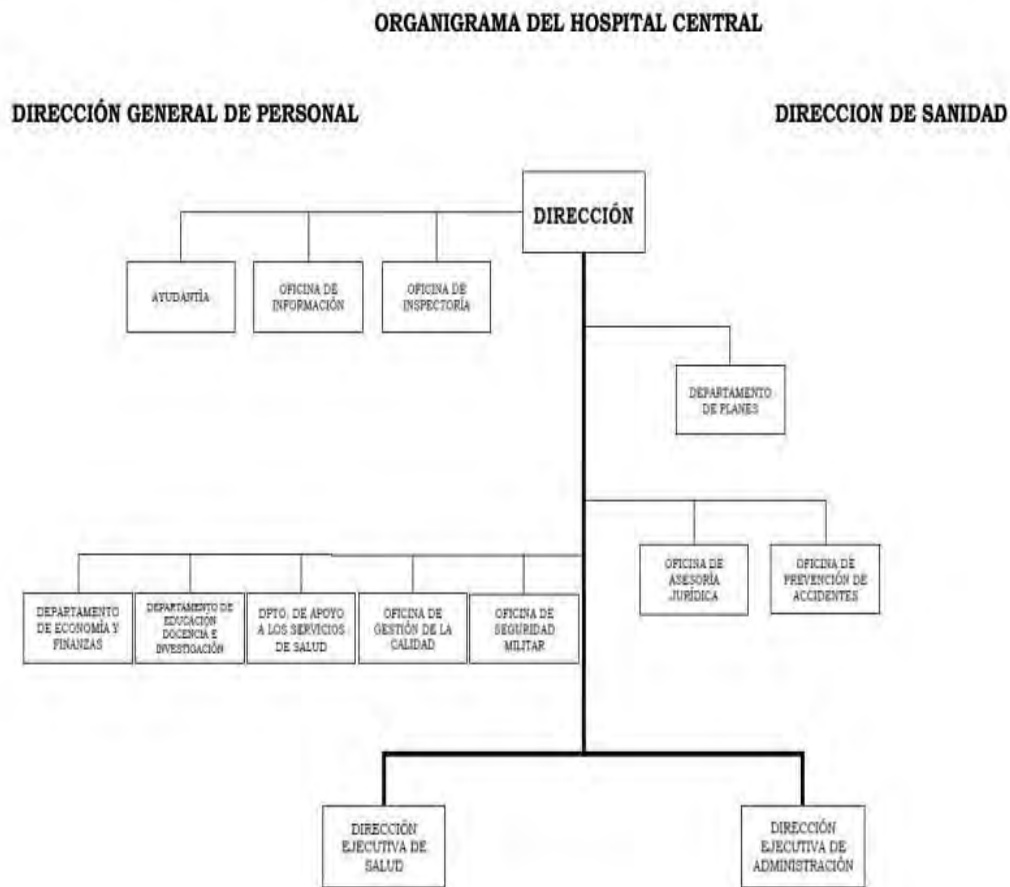 ORGANIGRAMA DEL HOSPITAL CENTRAL
DIRECCIÓN GENERAL DE PERSONAL
DIRECCION DE SANIDAD
DIRECCIÓN
AYUDANTÍA
OFICINA DE
INFORMACIÓN
OFICINA DE
INSPECTORÍA
DEPARTAMENTO
DE PLANES
OFICINA DE
ASESORÍA
JURÍDICA
OFICINA DE
PREVENCIÓN DE
ACCIDENTES
DEPARTAMENTO
DE ECONOMÍA Y
FINANZAS
DEPARTAMENTO DE
EDUCACIÓN
DOCENCIA E
INVESTIGACIÓN
DPTO. DE APOYO
A LOS SERVICIOS
DE SALUD
OFICINA DE
GESTIÓN DE LA
CALIDAD
OFICINA DE
SEGURIDAD
MILITAR
DIRECCIÓN
EJECUTIVA DE
SALUD
DIRECCIÓN
EJECUTIVA DE
ADMINISTRACIÓN